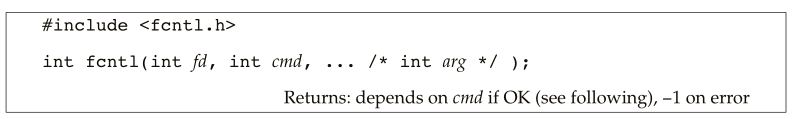 #include <fcntl.h>
int fcntl(int fd, int cmd, ... /* int arg */ );
Returns: depends on cmd if OK (see following), –1 on error